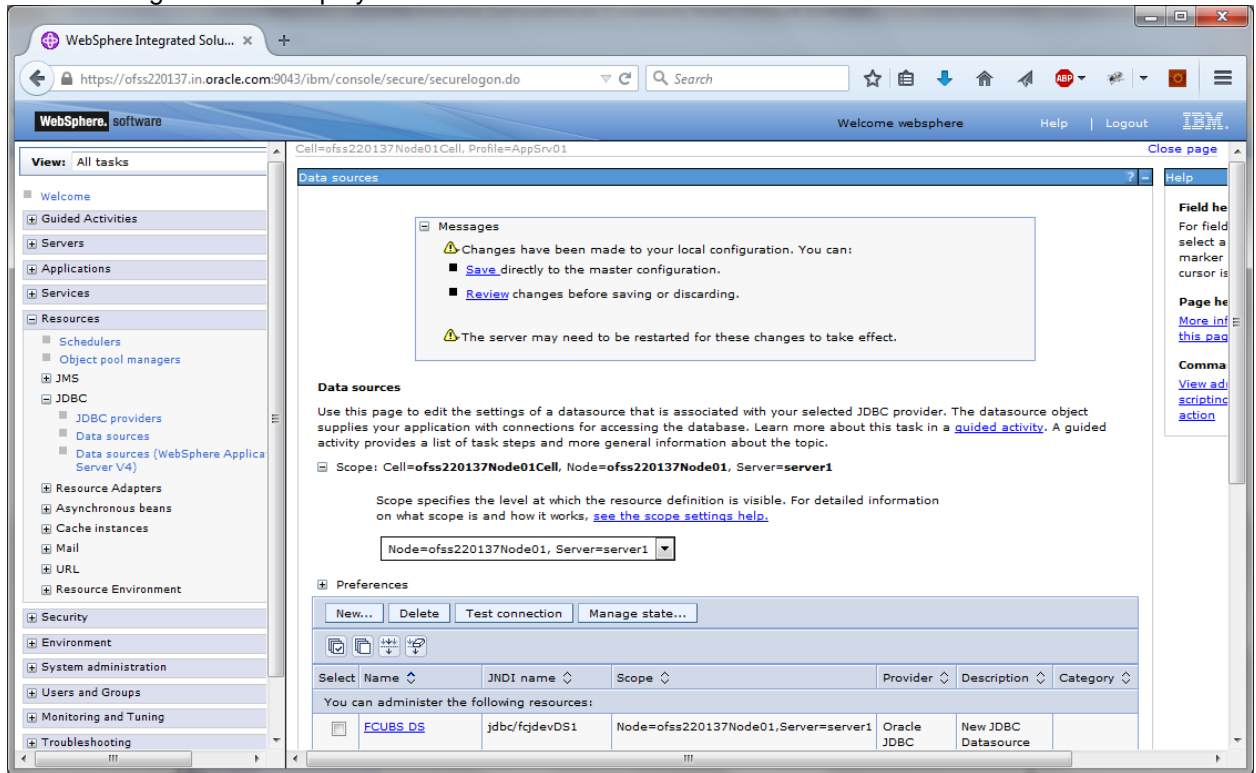 WebSphere Integrated Solu...
https://ofss220137.in.oracle.com:9043/ibm/console/secure/securelogon.do
Search
ABP
WebSphere. software
Welcome websphere
Help | Logout
IBM.
View: All tasks
Welcome
Guided Activities
Servers
Applications
Services
Resources
Schedulers
Object pool managers
JMS
JDBC
JDBC providers
Data sources
Data sources (WebSphere Applica
Server V4)
Resource Adapters
Asynchronous beans
Cache instances
Mail
URL
Resource Environment
Security
Environment
System administration
Users and Groups
Monitoring and Tuning
Troubleshooting
Cell=ofss220137Node01Cell, Profile=AppSrv01
Close page
Data sources
? -
Messages
Changes have been made to your local configuration. You can:
Save directly to the master configuration.
Review changes before saving or discarding.
The server may need to be restarted for these changes to take effect.
Data sources
Use this page to edit the settings of a datasource that is associated with your selected JDBC provider. The datasource object
supplies your application with connections for accessing the database. Learn more about this task in a guided activity. A guided
activity provides a list of task steps and more general information about the topic.
Scope: Cell=ofss220137Node01Cell, Node=ofss220137Node01, Server=server1
Scope specifies the level at which the resource definition is visible. For detailed information
on what scope is and how it works, see the scope settings help.
Node=ofss220137Node01, Server=server1
Preferences
New... Delete Test connection Manage state...
Select Name JNDI name Scope Provider Description Category
You can administer the following resources:
FCUBS DS jdbc/fcjdevDS1 Node=ofss220137Node01,Server=server1 Oracle New JDBC
JDBC Datasource
Help
Field he
For field
select a
marker
cursor is
Page he
More inf
this pag
Comma
View adı
scripting
action